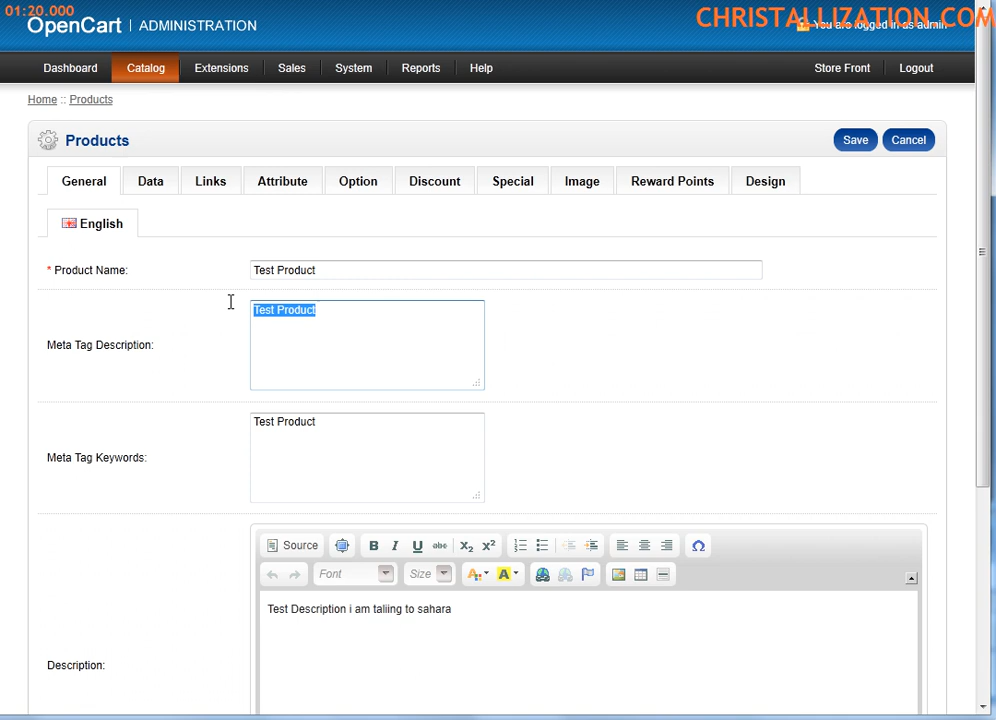 01:20.000
CHRISTALLIZATION.COM
OpenCart | ADMINISTRATION
You are logged in as admin
Dashboard Catalog Extensions Sales System Reports Help Store Front Logout
Home :: Products
Products Save Cancel
General Data Links Attribute Option Discount Special Image Reward Points Design
English
* Product Name: Test Product
Test Product
Meta Tag Description:
Test Product
Meta Tag Keywords:
Source B I U abc X2 X2 Ω
Font Size A A
Test Description i am taliing to sahara
Description: